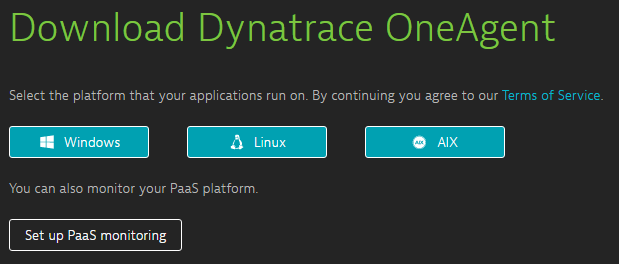 Download Dynatrace OneAgent
Select the platform that your applications run on. By continuing you agree to our Terms of Service.
Windows
Linux
AIX AIX
You can also monitor your PaaS platform.
Set up PaaS monitoring